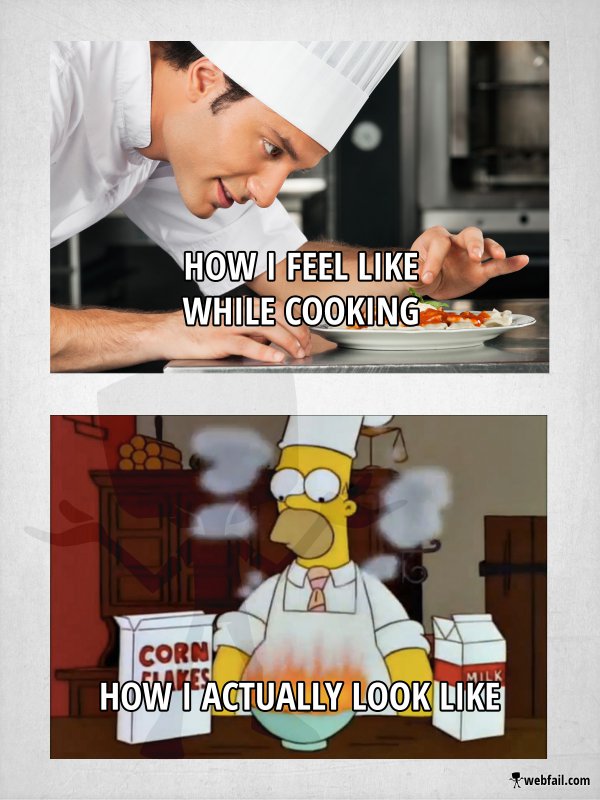 HOW I FEEL LIKE
WHILE COOKING
CORN
FLAKES
MILK
HOW I ACTUALLY LOOK LIKE
webfail.com